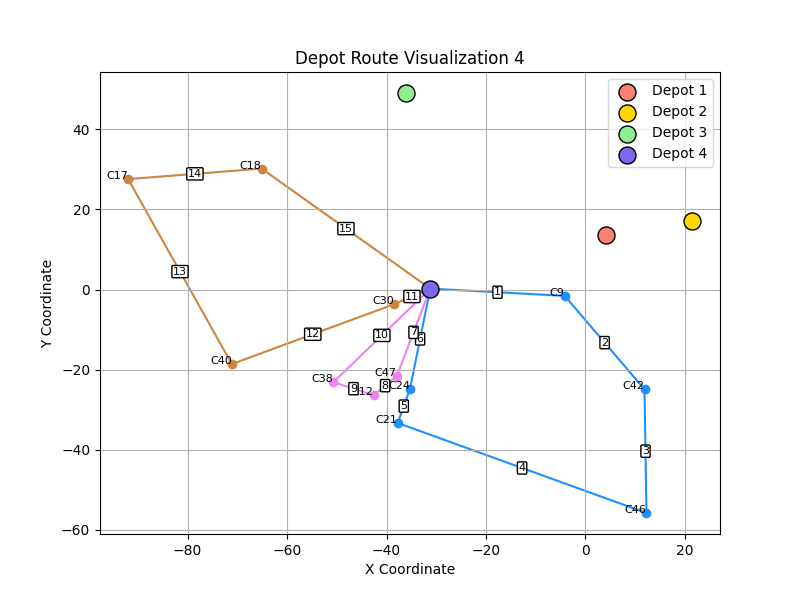 Depot Route Visualization 4
Depot 1
Depot 2
Depot 3
Depot 4
40
20
0
−20
−40
−60
−80
−60
−40
−20
0
20
X Coordinate
Y Coordinate
C17
14
C18
15
13
C30
11
12
C40
1
C9
2
C42
3
C46
4
C21
5
C24
6
7
C47
8
9
C38
10